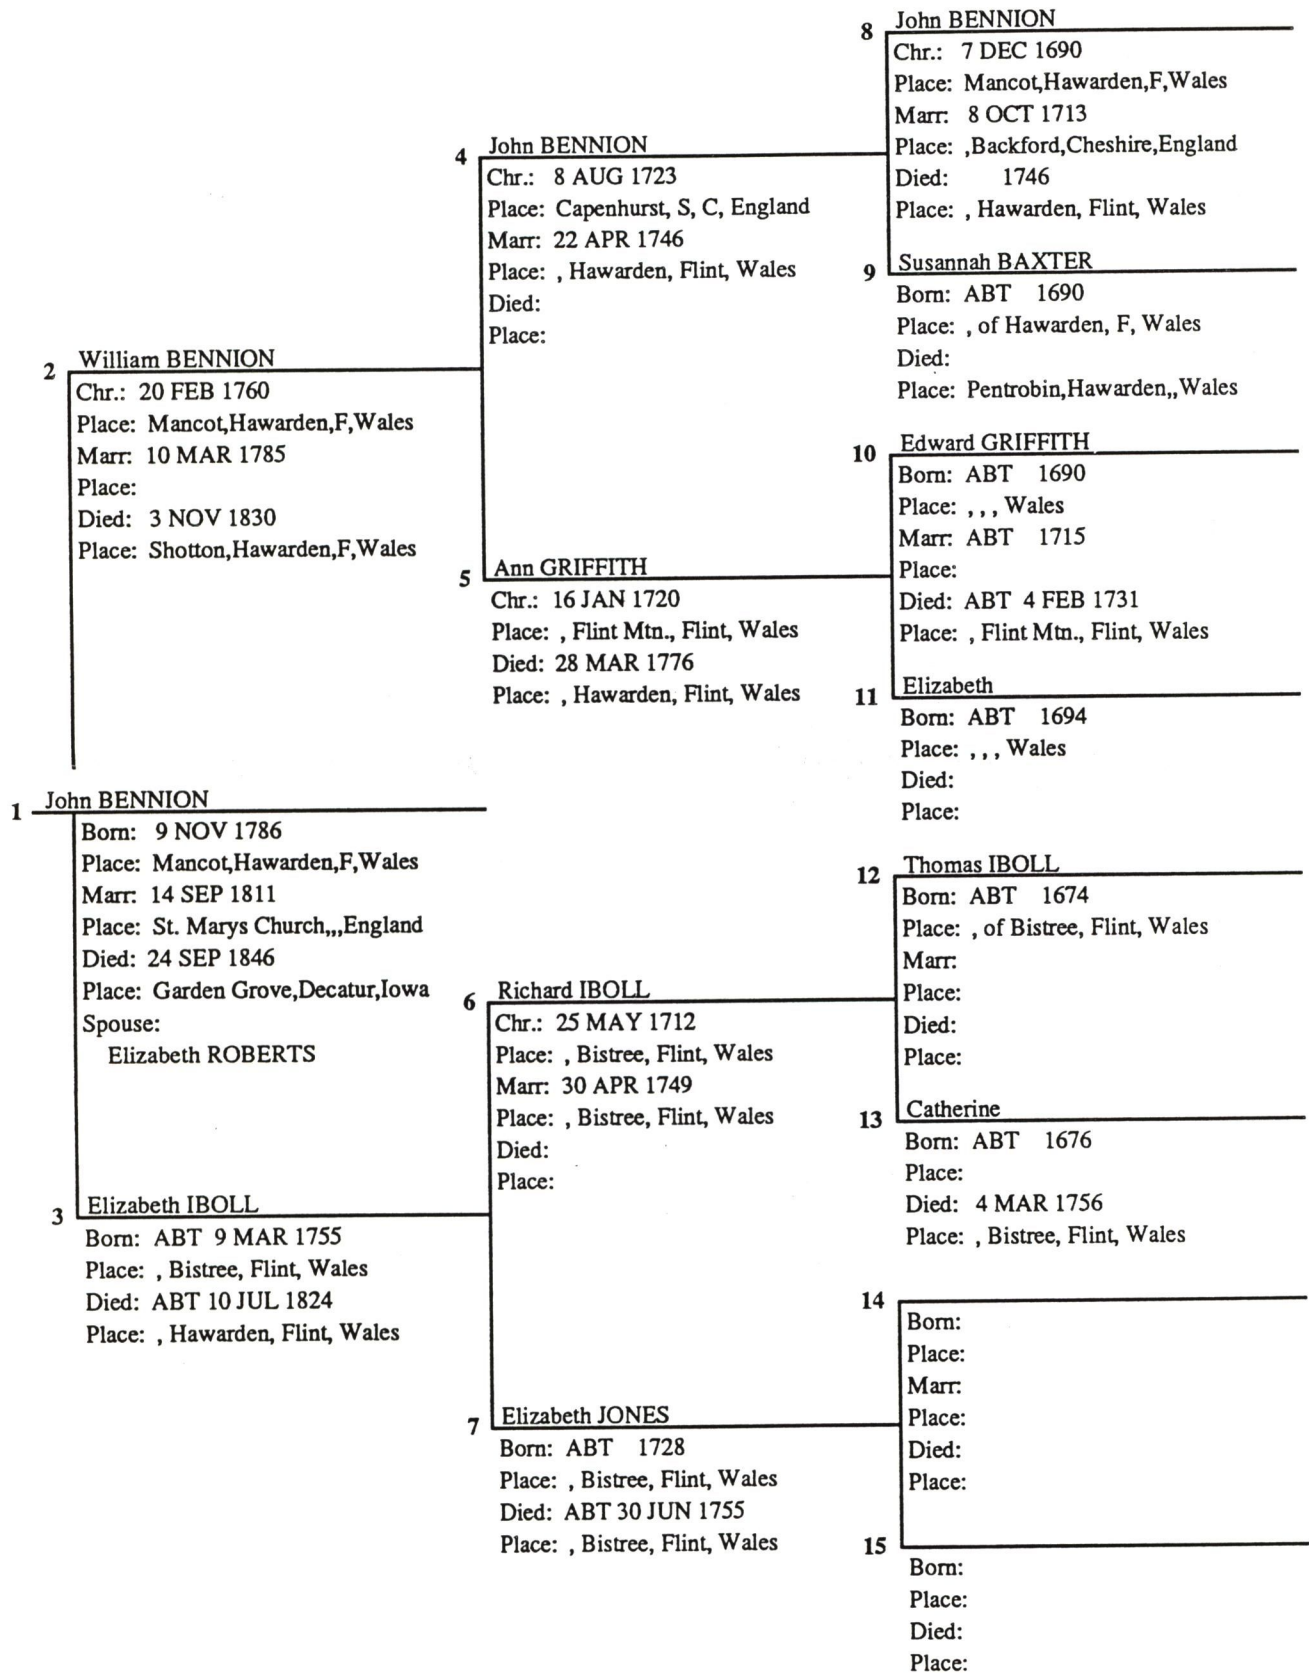 8 John BENNION
Chr.: 7 DEC 1690
Place: Mancot,Hawarden,F,Wales
Marr: 8 OCT 1713
Place: ,Backford,Cheshire,England
Died: 1746
Place: , Hawarden, Flint, Wales
4 John BENNION
Chr.: 8 AUG 1723
Place: Capenhurst, S, C, England
Marr: 22 APR 1746
Place: , Hawarden, Flint, Wales
Died:
Place:
9 Susannah BAXTER
Born: ABT 1690
Place: , of Hawarden, F, Wales
Died:
Place: Pentrobin,Hawarden,,Wales
2 William BENNION
Chr.: 20 FEB 1760
Place: Mancot,Hawarden,F,Wales
Marr: 10 MAR 1785
Place:
Died: 3 NOV 1830
Place: Shotton,Hawarden,F,Wales
10 Edward GRIFFITH
Born: ABT 1690
Place: , , , Wales
Marr: ABT 1715
Place:
Died: ABT 4 FEB 1731
Place: , Flint Mtn., Flint, Wales
5 Ann GRIFFITH
Chr.: 16 JAN 1720
Place: , Flint Mtn., Flint, Wales
Died: 28 MAR 1776
Place: , Hawarden, Flint, Wales
11 Elizabeth
Born: ABT 1694
Place: , , , Wales
Died:
Place:
1 John BENNION
Born: 9 NOV 1786
Place: Mancot,Hawarden,F,Wales
Marr: 14 SEP 1811
Place: St. Marys Church,,,England
Died: 24 SEP 1846
Place: Garden Grove,Decatur,Iowa
Spouse:
Elizabeth ROBERTS
12 Thomas IBOLL
Born: ABT 1674
Place: , of Bistree, Flint, Wales
Marr:
Place:
Died:
Place:
6 Richard IBOLL
Chr.: 25 MAY 1712
Place: , Bistree, Flint, Wales
Marr: 30 APR 1749
Place: , Bistree, Flint, Wales
Died:
Place:
13 Catherine
Born: ABT 1676
Place:
Died: 4 MAR 1756
Place: , Bistree, Flint, Wales
3 Elizabeth IBOLL
Born: ABT 9 MAR 1755
Place: , Bistree, Flint, Wales
Died: ABT 10 JUL 1824
Place: , Hawarden, Flint, Wales
14
Born:
Place:
Marr:
Place:
Died:
Place:
7 Elizabeth JONES
Born: ABT 1728
Place: , Bistree, Flint, Wales
Died: ABT 30 JUN 1755
Place: , Bistree, Flint, Wales
15
Born:
Place:
Died:
Place: